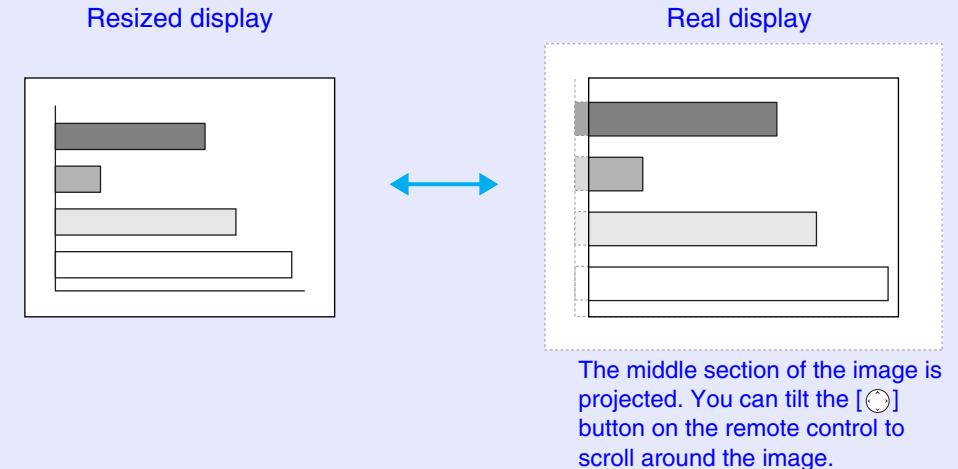 Resized display
Real display
The middle section of the image is
projected. You can tilt the [ ]
button on the remote control to
scroll around the image.